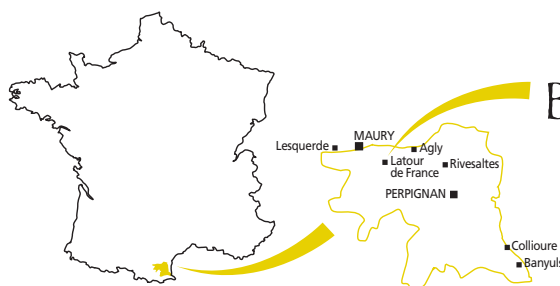 B
MAURY
Lesquerde
Agly
Latour
de France
Rivesaltes
PERPIGNAN
Collioure
Banyuls